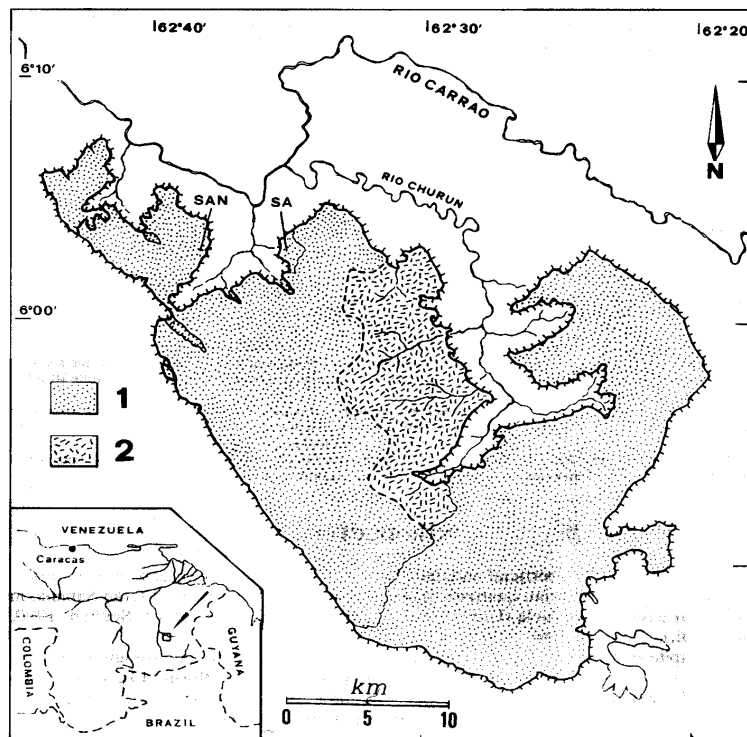 62°40'
62°30'
62°20'
6°10'
RIO CARRAO
N
RIO CHURUN
SAN
SA
6°00'
1
2
VENEZUELA
Caracas
COLOMBIA
GUYANA
BRAZIL
km
0 5 10